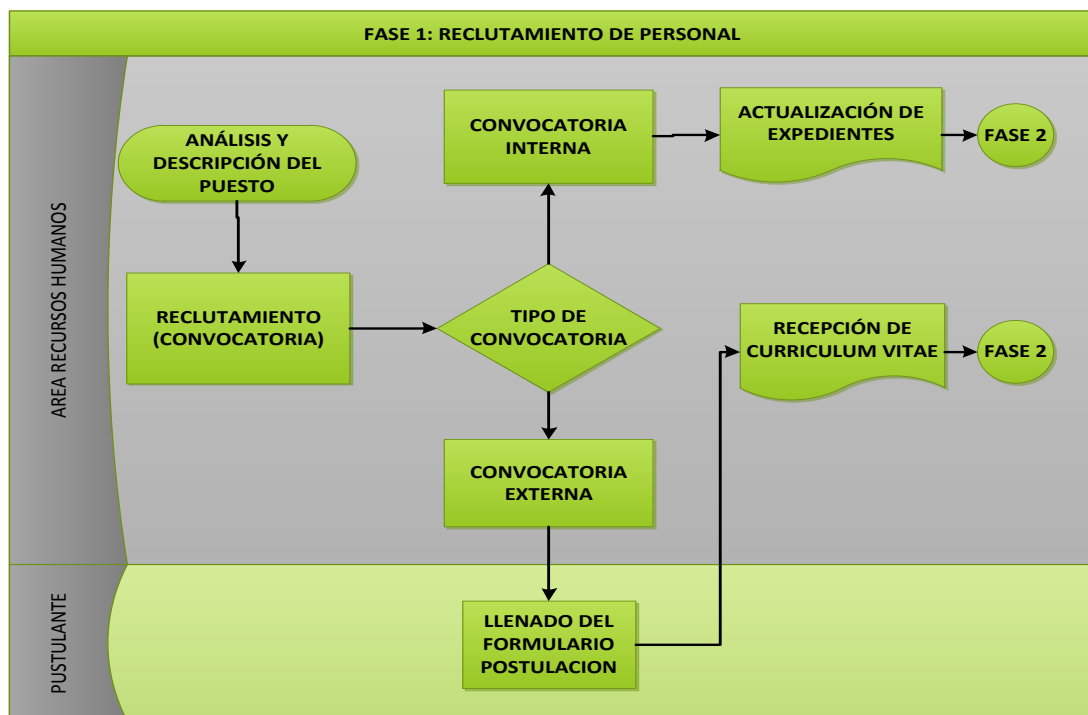 FASE 1: RECLUTAMIENTO DE PERSONAL
AREA RECURSOS HUMANOS
ANÁLISIS Y
DESCRIPCIÓN DEL
PUESTO
RECLUTAMIENTO
(CONVOCATORIA)
TIPO DE
CONVOCATORIA
CONVOCATORIA
INTERNA
ACTUALIZACIÓN DE
EXPEDIENTES
FASE 2
CONVOCATORIA
EXTERNA
RECEPCIÓN DE
CURRICULUM VITAE
FASE 2
PUSTULANTE
LLENADO DEL
FORMULARIO
POSTULACION